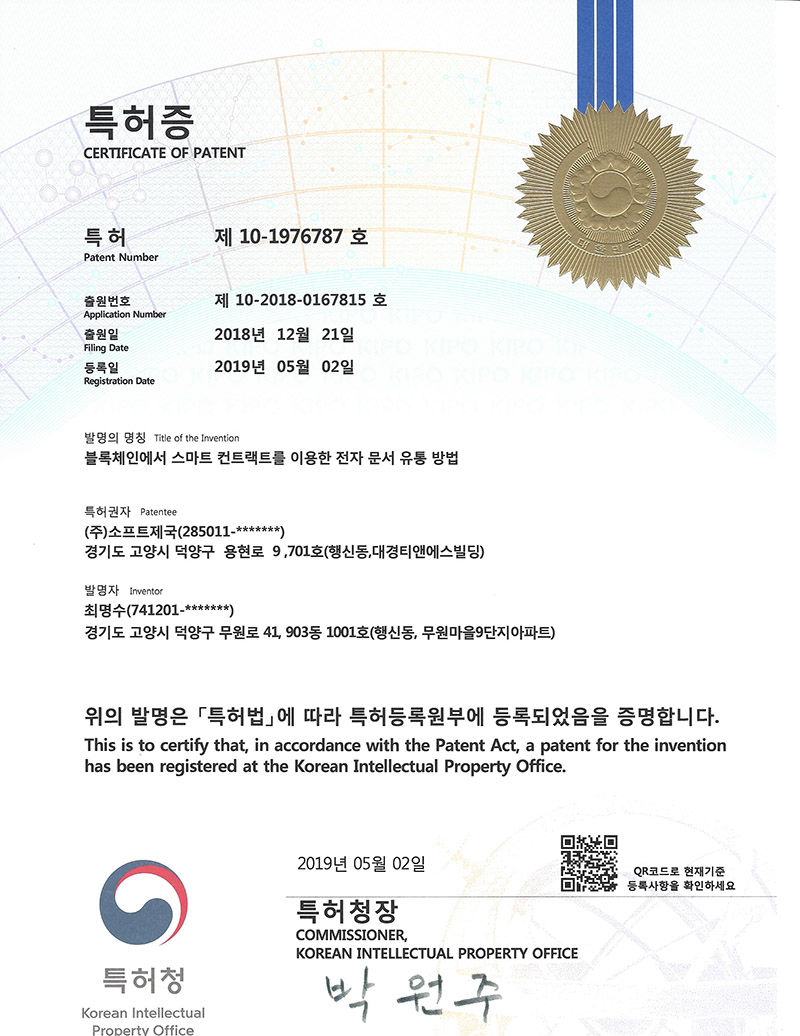 특허증
CERTIFICATE OF PATENT
대한민국
특허 제 10-1976787 호
Patent Number
출원번호 제 10-2018-0167815 호
Application Number
출원일 2018년 12월 21일
Filing Date
등록일 2019년 05월 02일
Registration Date
KIPO KIPO KIPO KIPO
발명의 명칭 Title of the Invention
블록체인에서 스마트 컨트랙트를 이용한 전자 문서 유통 방법
특허권자 Patentee
(주)소프트제국(285011-*******)
경기도 고양시 덕양구 용현로 9 ,701호(행신동,대경티앤에스빌딩)
발명자 Inventor
최명수(741201-*******)
경기도 고양시 덕양구 무원로 41, 903동 1001호(행신동, 무원마을9단지아파트)
위의 발명은 「특허법」에 따라 특허등록원부에 등록되었음을 증명합니다.
This is to certify that, in accordance with the Patent Act, a patent for the invention
has been registered at the Korean Intellectual Property Office.
2019년 05월 02일
QR코드로 현재기준
등록사항을 확인하세요
특허청장
COMMISSIONER,
KOREAN INTELLECTUAL PROPERTY OFFICE
박원주
특허청
Korean Intellectual
Property Office